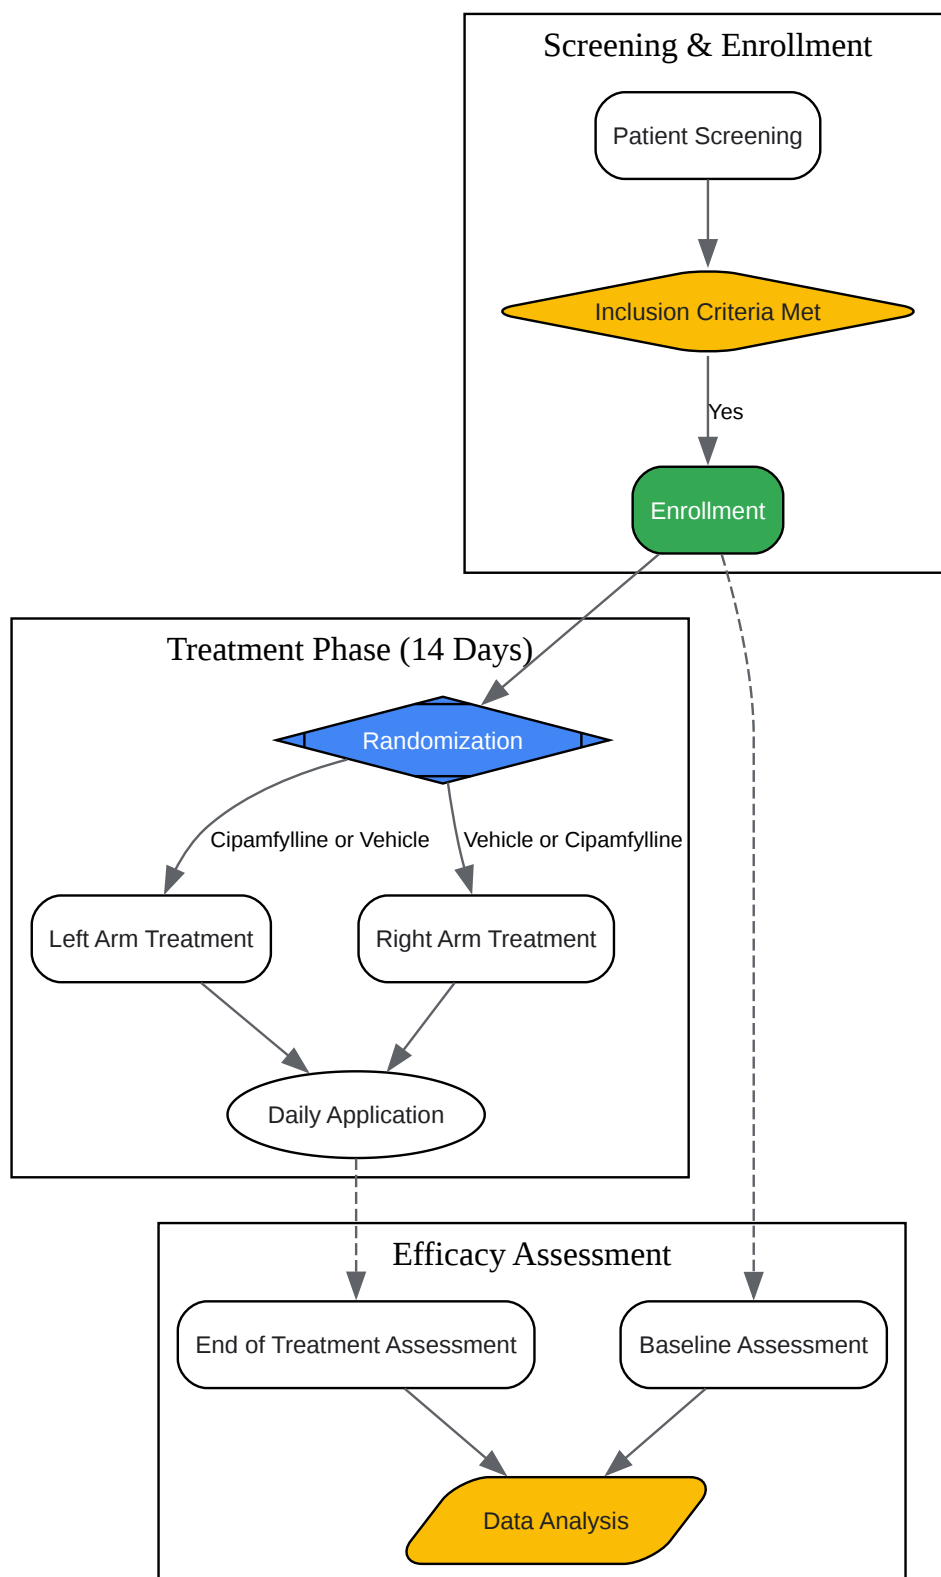 Screening & Enrollment
Patient Screening
Inclusion Criteria Met
Yes
Enrollment
Treatment Phase (14 Days)
Randomization
Cipamfylline or Vehicle
Vehicle or Cipamfylline
Left Arm Treatment
Right Arm Treatment
Daily Application
Efficacy Assessment
End of Treatment Assessment
Baseline Assessment
Data Analysis